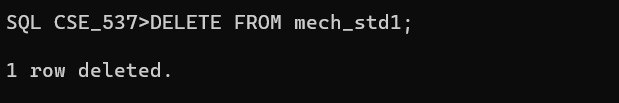 SQL CSE_537>DELETE FROM mech_std1;
1 row deleted.